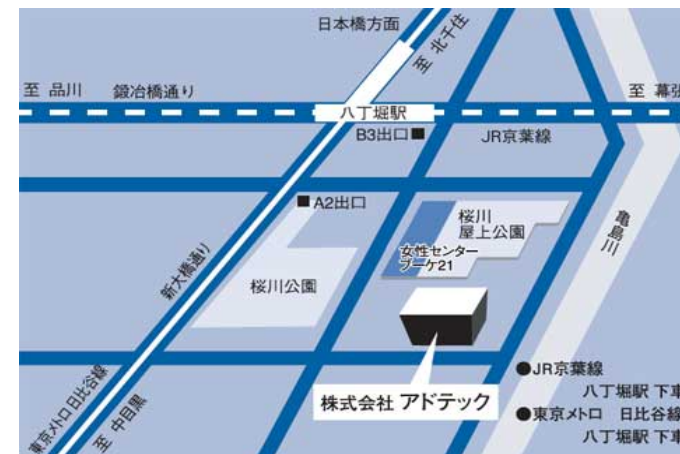 日本橋方面
至 北千住
至 品川
鍛冶橋通り
至 幕張
八丁堀駅
B3出口
JR京葉線
A2出口
桜川
屋上公園
亀島川
女性センター
ブーケ21
新大橋通り
桜川公園
株式会社 アドテック
東京メトロ日比谷線
至 中目黒
●JR京葉線
八丁堀駅 下車
●東京メトロ 日比谷線
八丁堀駅 下車